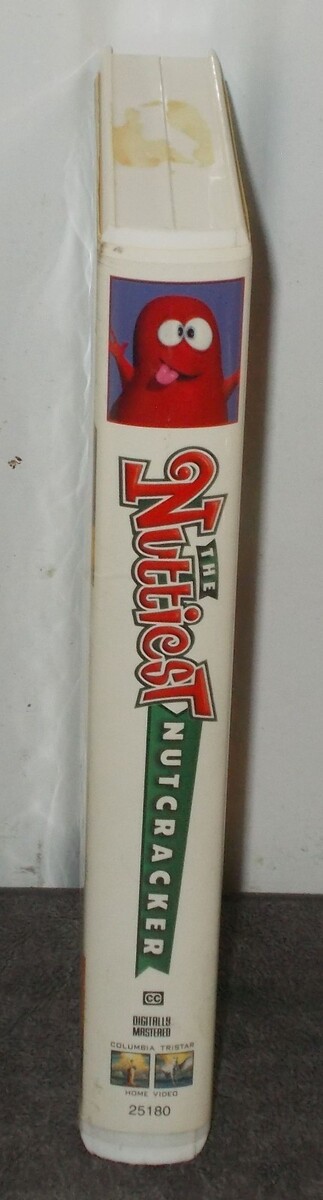 THE
NUTTIEST
NUTCRACKER
CC
DIGITALLY
MASTERED
COLUMBIA TRISTAR
HOME VIDEO
25180